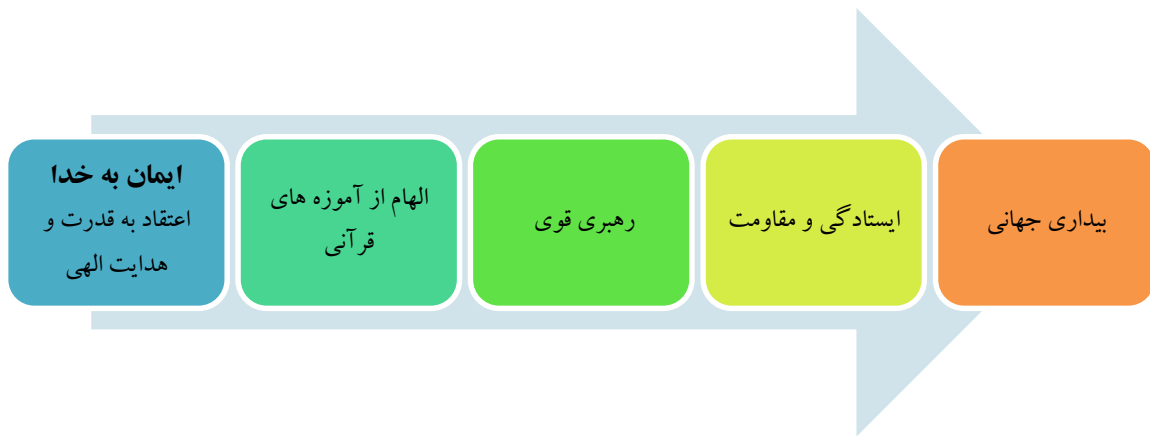 ایمان به خدا
اعتقاد به قدرت و
هدایت الهی
الهام از آموزه های
قرآنی
رهبری قوی
ایستادگی و مقاومت
بیداری جهانی